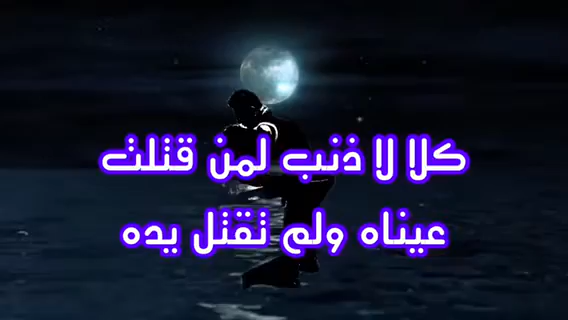 كلا لا ذنب لمن قتلت
عيناه ولم تقتل يده